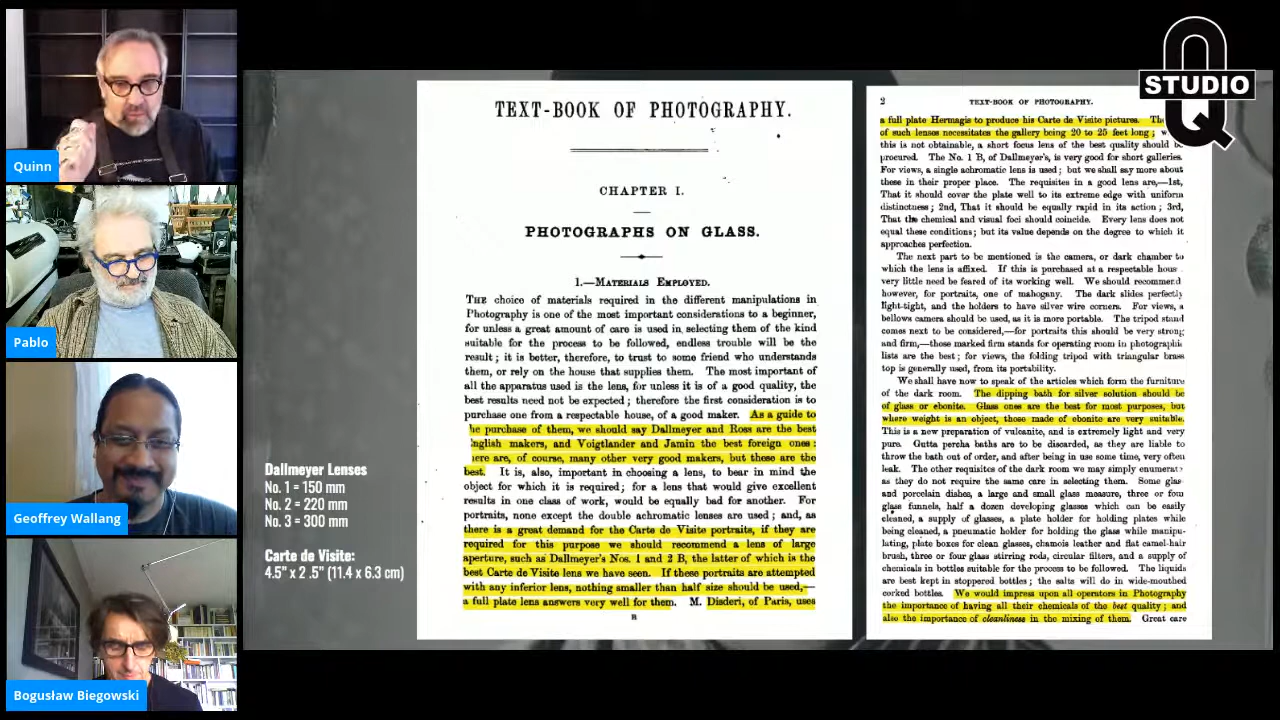 Quinn
Pablo
Geoffrey Wallang
Bogusław Biegowski
STUDIO
Q
Dallmeyer Lenses
No. 1 = 150 mm
No. 2 = 220 mm
No. 3 = 300 mm
Carte de Visite:
4.5” x 2 .5” (11.4 x 6.3 cm)
TEXT-BOOK OF PHOTOGRAPHY.
CHAPTER I.
PHOTOGRAPHS ON GLASS.
1.—Materials Employed.
The choice of materials required in the different manipulations in
Photography is one of the most important considerations to a beginner,
for unless a great amount of care is used in selecting them of the kind
suitable for the process to be followed, endless trouble will be the
result; it is better, therefore, to trust to some friend who understands
them, or rely on the house that supplies them. The most important of
all the apparatus used is the lens, for unless it is of a good quality, the
best results need not be expected; therefore the first consideration is to
purchase one from a respectable house, of a good maker. As a guide to
he purchase of them, we should say Dallmeyer and Ross are the best
nglish makers, and Voigtlander and Jamin the best foreign ones:
ere are, of course, many other very good makers, but these are the
best. It is, also, important in choosing a lens, to bear in mind the
object for which it is required; for a lens that would give excellent
results in one class of work, would be equally bad for another. For
portraits, none except the double achromatic lenses are used; and, as
there is a great demand for the Carte de Visite portraits, if they are
required for this purpose we should recommend a lens of large
aperture, such as Dallmeyer's Nos. 1 and 2 B, the latter of which is the
best Carte de Visite lens we have seen. If these portraits are attempted
with any inferior lens, nothing smaller than half size should be used,—
a full plate lens answers very well for them. M. Disderi, of Paris, uses
B
2
TEXT-BOOK OF PHOTOGRAPHY.
a full plate Hermagis to produce his Carte de Visite pictures.
of such lenses necessitates the gallery being 20 to 25 feet long;
this is not obtainable, a short focus lens of the best quality should be
procured. The No. 1 B, of Dallmeyer's, is very good for short galleries.
For views, a single achromatic lens is used; but we shall say more about
these in their proper place. The requisites in a good lens are,—1st,
That it should cover the plate well to its extreme edge with uniform
distinctness; 2nd, That it should be equally rapid in its action; 3rd,
That the chemical and visual foci should coincide. Every lens does not
equal these conditions; but its value depends on the degree to which it
approaches perfection.
The next part to be mentioned is the camera, or dark chamber to
which the lens is affixed. If this is purchased at a respectable hous
very little need be feared of its working well. We should recommend
however, for portraits, one of mahogany. The dark slides perfectly
light-tight, and the holders to have silver wire corners. For views, a
bellows camera should be used, as it is more portable. The tripod stand
comes next to be considered,—for portraits this should be very strong
and firm,—those marked firm stands for operating room in photographic
lists are the best; for views, the folding tripod with triangular brass
top is generally used, from its portability.
We shall have now to speak of the articles which form the furniture
of the dark room. The dipping bath for silver solution should be
of glass or ebonite. Glass ones are the best for most purposes, but
where weight is an object, those made of ebonite are very suitable.
This is a new preparation of vulcanite, and is extremely light and very
pure. Gutta percha baths are to be discarded, as they are liable to
throw the bath out of order, and after being in use some time, very often
leak. The other requisites of the dark room we may simply enumerate
as they do not require the same care in selecting them. Some glass
and porcelain dishes, a large and small glass measure, three or four
glass funnels, half a dozen developing glasses which can be easily
cleaned, a supply of glasses, a plate holder for holding plates while
being cleaned, a pneumatic holder for holding the glass while manipu-
lating, plate boxes for clean glasses, chamois leather and flat camel-hair
brush, three or four glass stirring rods, circular filters, and a supply of
chemicals in bottles suitable for the process to be followed. The liquids
are best kept in stoppered bottles; the salts will do in wide-mouthed
corked bottles. We would impress upon all operators in Photography
the importance of having all their chemicals of the best quality; and
also the importance of cleanliness in the mixing of them. Great care